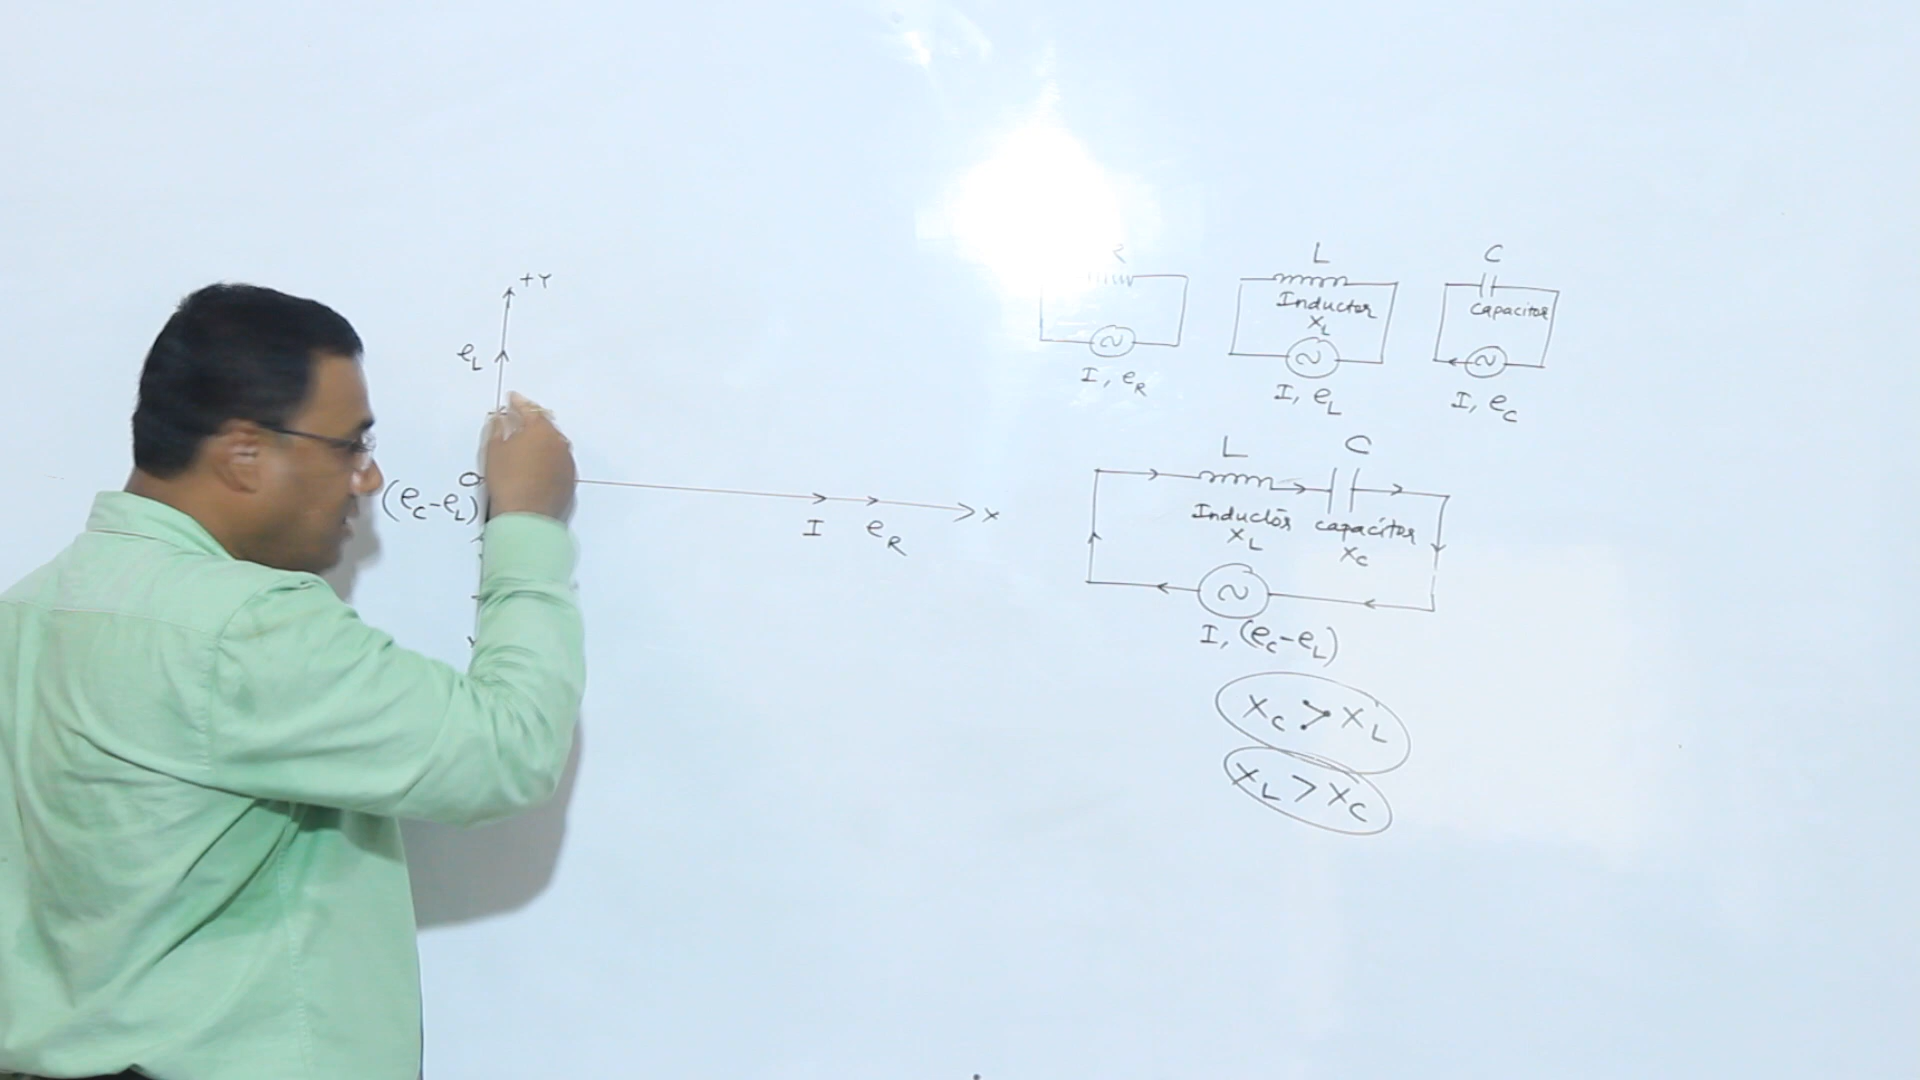 +Y
e_L
O
(e_C-e_L)
I e_R X
L
Inductor
X_L
I, e_R
I, e_L
C
Capacitor
I, e_C
L C
Inductor capacitor
X_L X_C
I, (e_C-e_L)
X_C > X_L
X_L > X_C